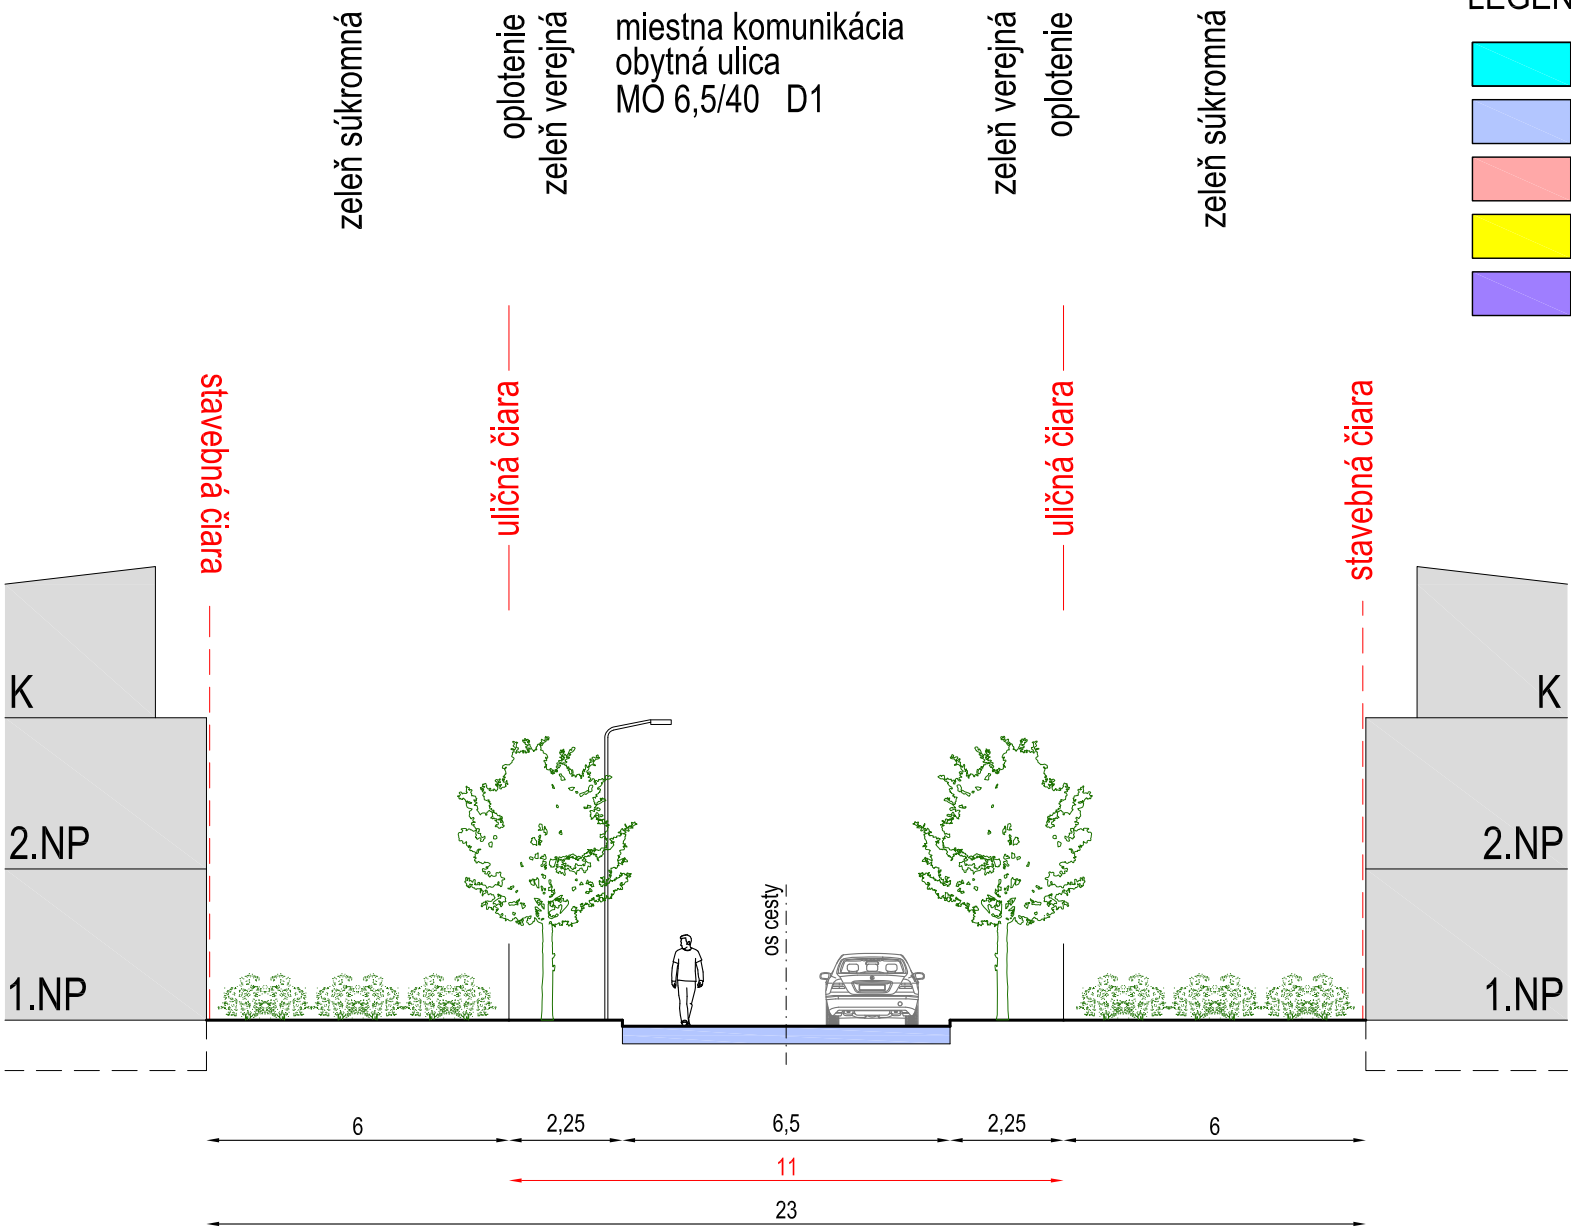 zeleň súkromná
oplotenie
zeleň verejná
miestna komunikácia
obytná ulica
MO 6,5/40 D1
zeleň verejná
oplotenie
zeleň súkromná
LEGEN
stavebná čiara
uličná čiara
uličná čiara
stavebná čiara
K
K
2.NP
2.NP
os cesty
1.NP
1.NP
6
2,25
6,5
2,25
6
11
23